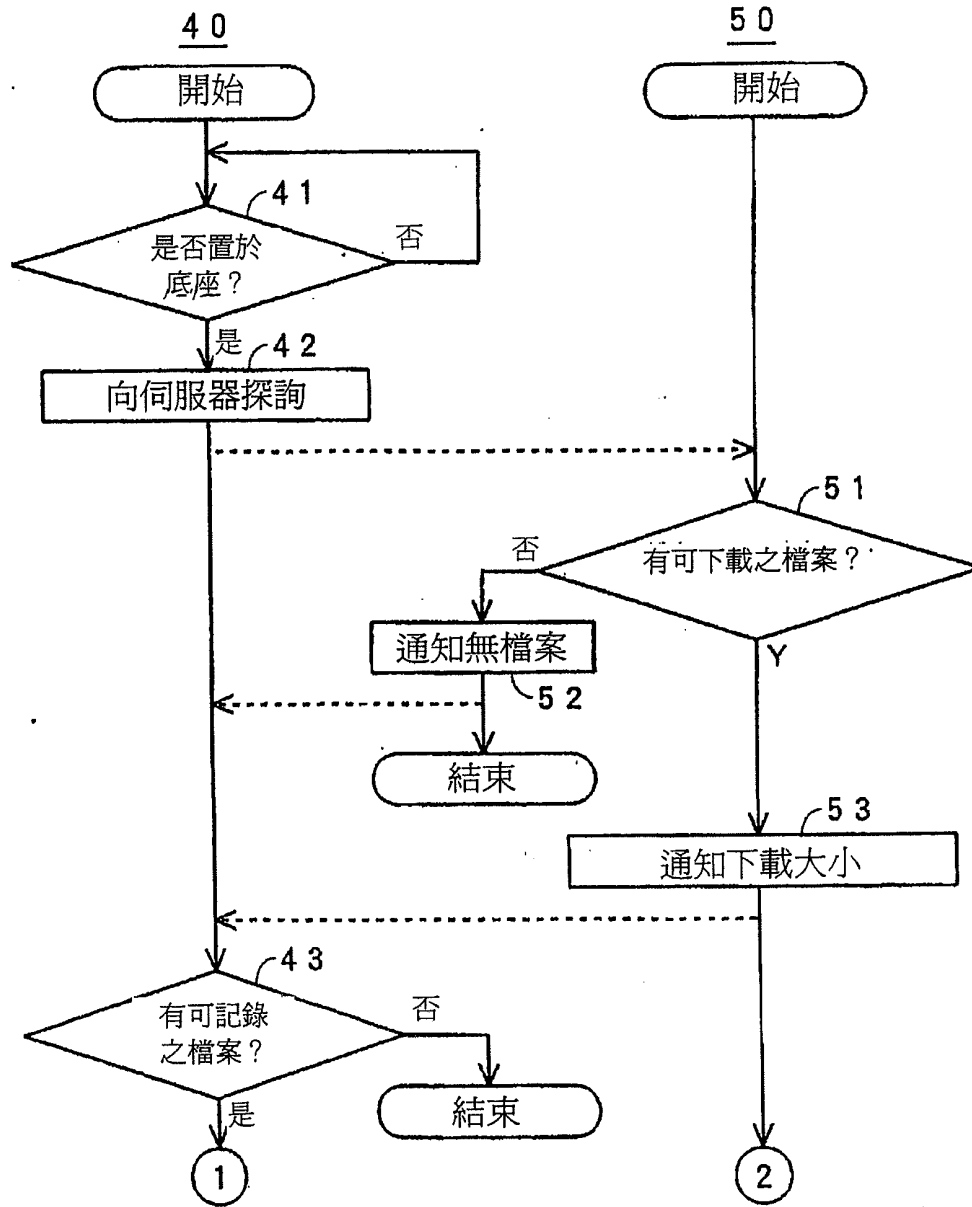 40
50
開始
開始
41
是否置於
底座？
否
是
42
向伺服器探詢
51
有可下載之檔案？
否
Y
通知無檔案
52
結束
53
通知下載大小
43
有可記錄
之檔案？
否
結束
是
1
2